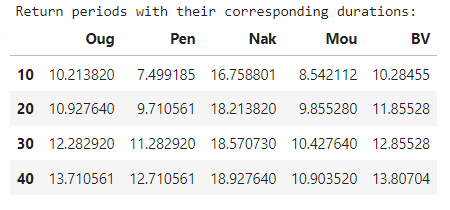 Return periods with their corresponding durations:
Oug Pen Nak Mou BV
10 10.213820 7.499185 16.758801 8.542112 10.28455
20 10.927640 9.710561 18.213820 9.855280 11.85528
30 12.282920 11.282920 18.570730 10.427640 12.85528
40 13.710561 12.710561 18.927640 10.903520 13.80704